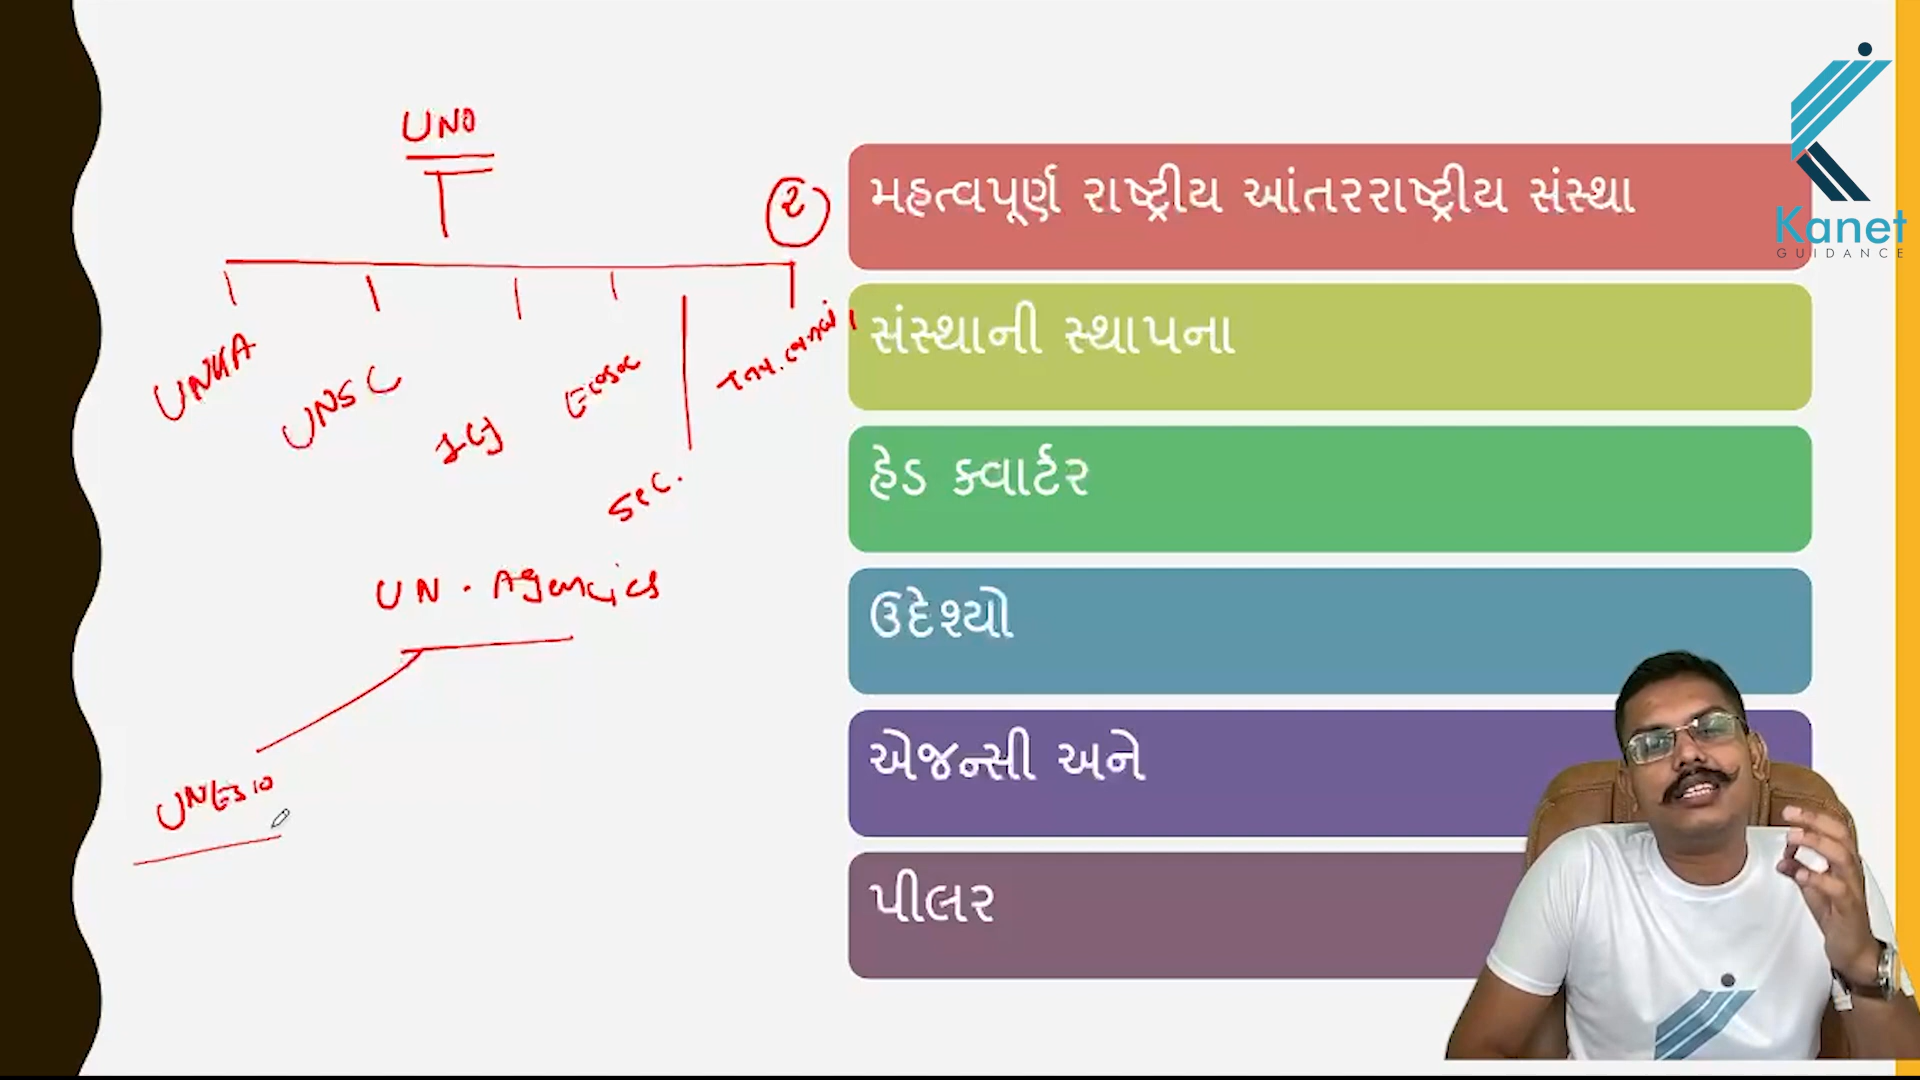 UNO
૨
UNGA
UNSC
ICJ
Ecosoc
Sec.
UN. Agencies
UNESCO
મહત્વપૂર્ણ રાષ્ટ્રીય આંતરરાષ્ટ્રીય સંસ્થા
સંસ્થાની સ્થાપના
હેડ ક્વાર્ટર
ઉદેશ્યો
એજન્સી અને
પીલર
Kanet
GUIDANCE